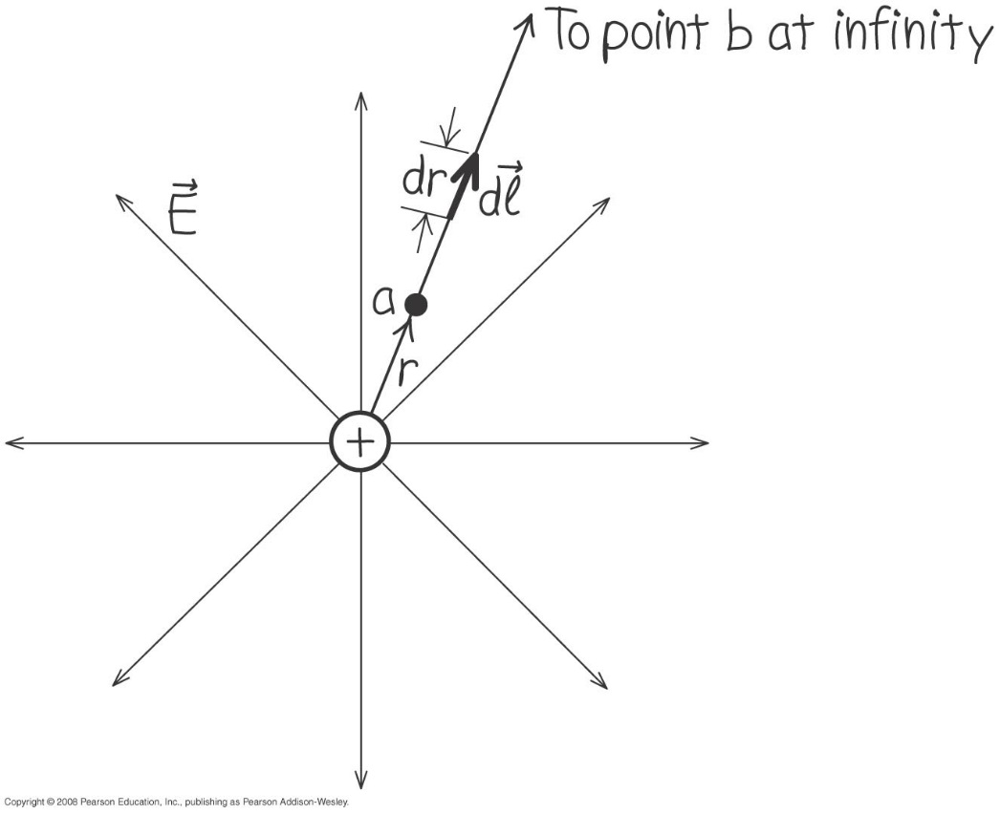 To point b at infinity
dr
dℓ⃗
E⃗
a
r
+
Copyright © 2008 Pearson Education, Inc., publishing as Pearson Addison-Wesley.